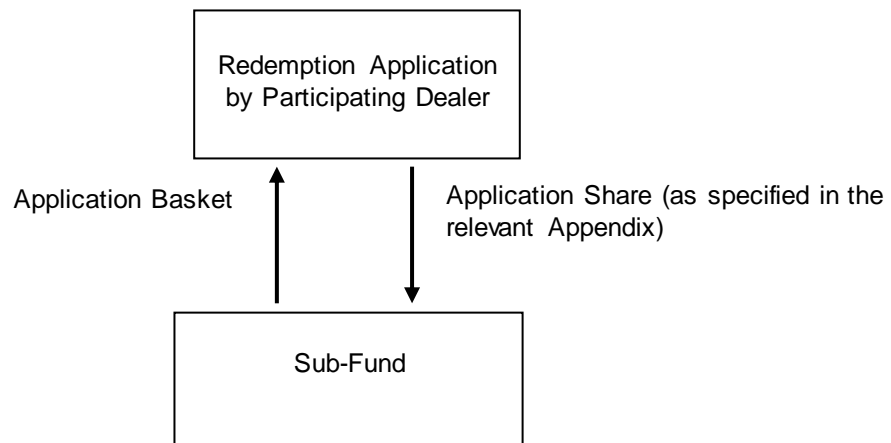 Redemption Application
by Participating Dealer
Application Basket
Application Share (as specified in the
relevant Appendix)
Sub-Fund